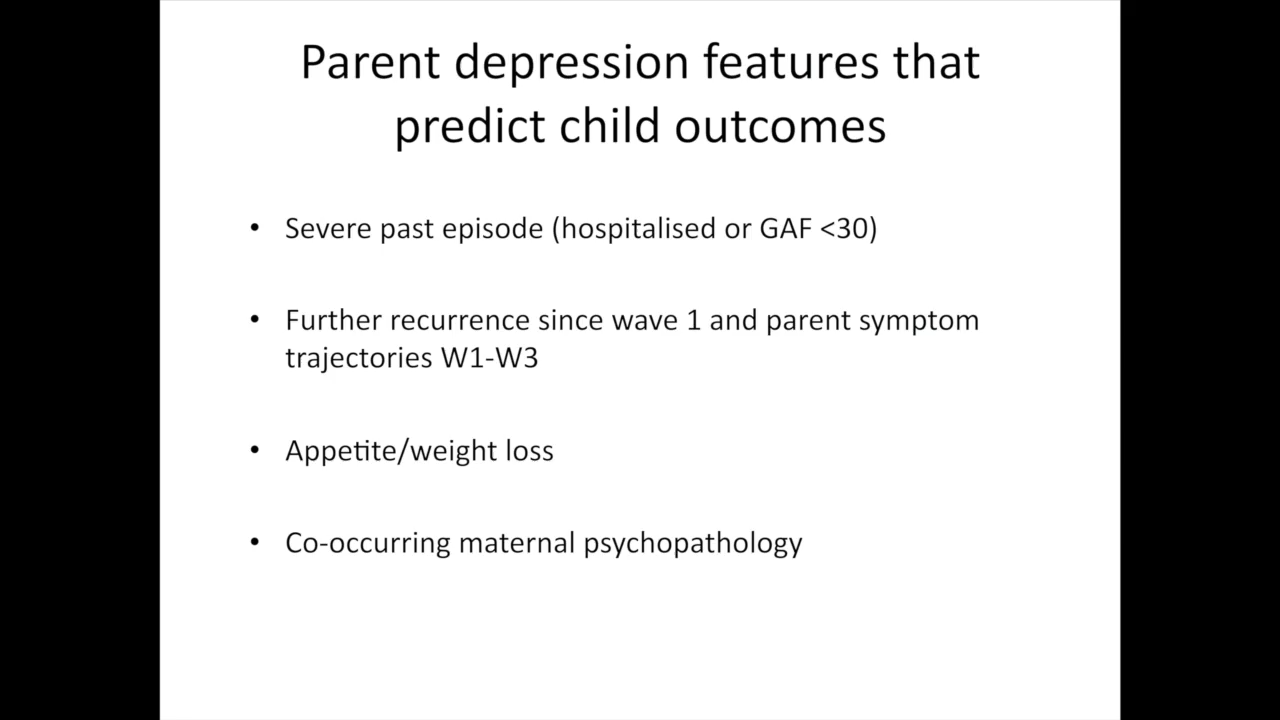 Parent depression features that
predict child outcomes
• Severe past episode (hospitalised or GAF <30)
• Further recurrence since wave 1 and parent symptom
trajectories W1-W3
• Appetite/weight loss
• Co-occurring maternal psychopathology